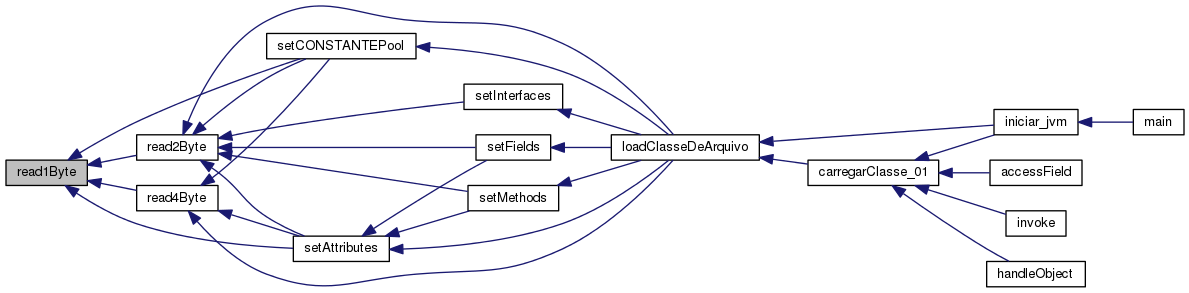 setCONSTANTEPool
setInterfaces
iniciar_jvm
main
read2Byte
setFields
loadClasseDeArquivo
read1Byte
carregarClasse_01
accessField
read4Byte
setMethods
invoke
setAttributes
handleObject